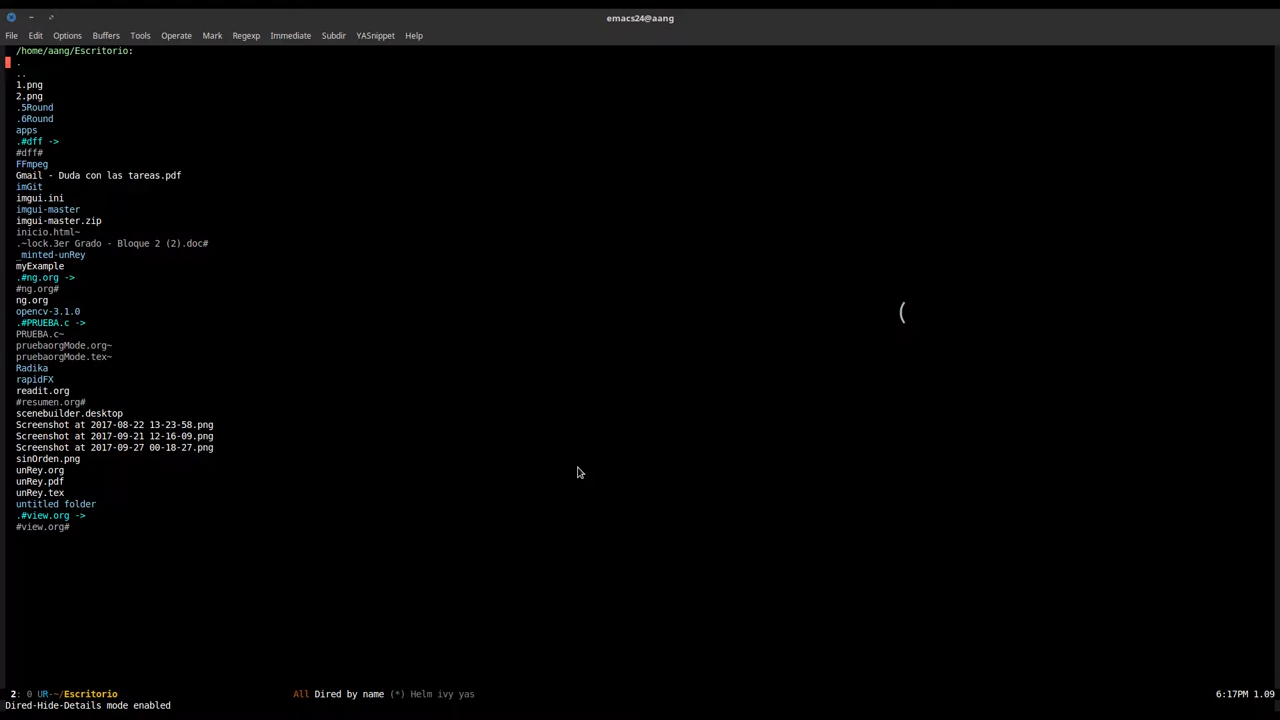 emacs24@aang
File Edit Options Buffers Tools Operate Mark Regexp Immediate Subdir YASnippet Help
/home/aang/Escritorio:
.
..
1.png
2.png
.5Round
.6Round
apps
.#dff ->
#dff#
FFmpeg
Gmail - Duda con las tareas.pdf
imGit
imgui.ini
imgui-master
imgui-master.zip
inicio.html~
.~lock.3er Grado - Bloque 2 (2).doc#
_minted-unRey
myExample
.#ng.org ->
#ng.org#
ng.org
opencv-3.1.0
(
.#PRUEBA.c ->
PRUEBA.c~
pruebaorgMode.org~
pruebaorgMode.tex~
Radika
rapidFX
readit.org
#resumen.org#
scenebuilder.desktop
Screenshot at 2017-08-22 13-23-58.png
Screenshot at 2017-09-21 12-16-09.png
Screenshot at 2017-09-27 00-18-27.png
sinOrden.png
unRey.org
unRey.pdf
unRey.tex
untitled folder
.#view.org ->
#view.org#
2: 0 UR-~/Escritorio All Dired by name (*) Helm ivy yas 6:17PM 1.09
Dired-Hide-Details mode enabled